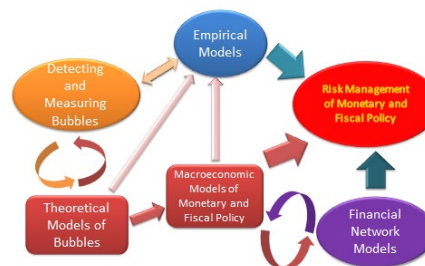 Empirical
Models
Detecting
and
Measuring
Bubbles
Risk Management
of Monetary and
Fiscal Policy
Macroeconomic
Models of
Monetary and
Fiscal Policy
Theoretical
Models of
Bubbles
Financial
Network
Models